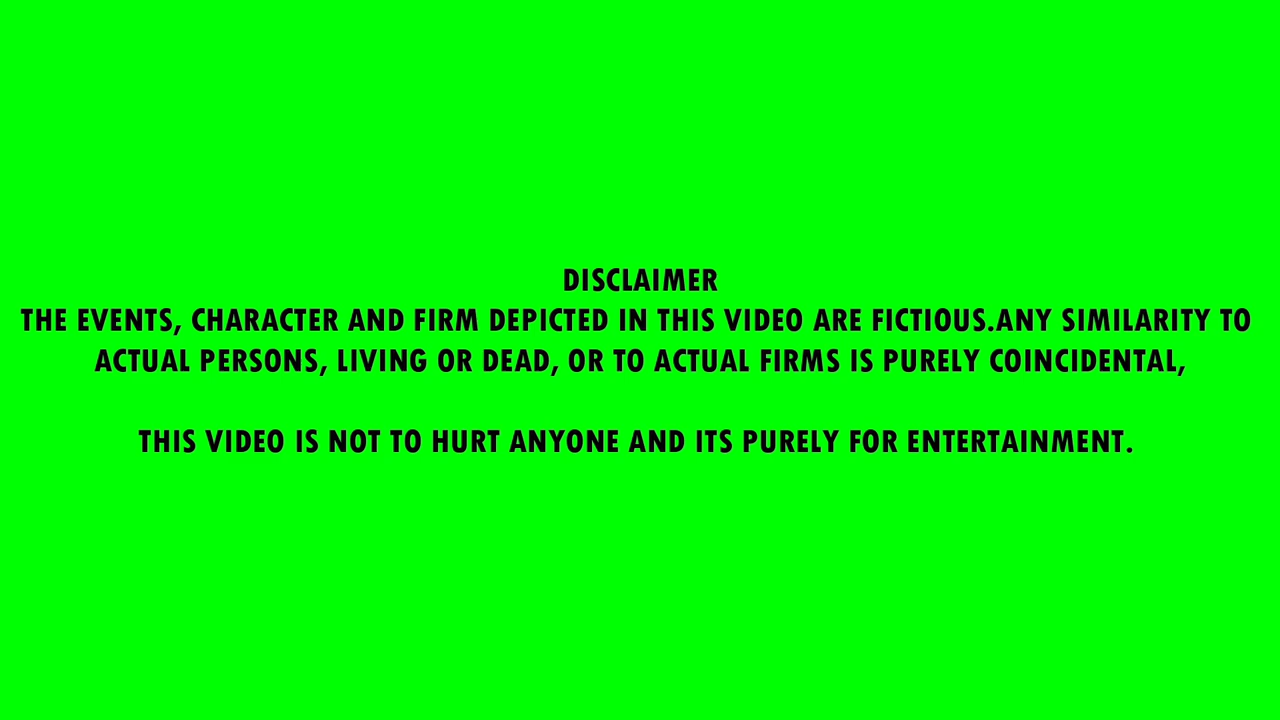 DISCLAIMER
THE EVENTS, CHARACTER AND FIRM DEPICTED IN THIS VIDEO ARE FICTIOUS.ANY SIMILARITY TO
ACTUAL PERSONS, LIVING OR DEAD, OR TO ACTUAL FIRMS IS PURELY COINCIDENTAL,
THIS VIDEO IS NOT TO HURT ANYONE AND ITS PURELY FOR ENTERTAINMENT.